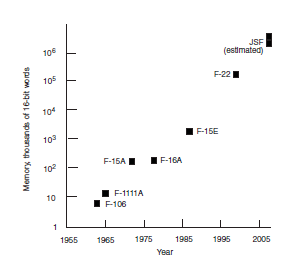 JSF
(estimated)
10⁶
F-22
10⁵
10⁴
F-15E
10³
F-15A
F-16A
10²
F-1111A
10
F-106
1
1955 1965 1975 1985 1995 2005
Year
Memory, thousands of 16-bit words